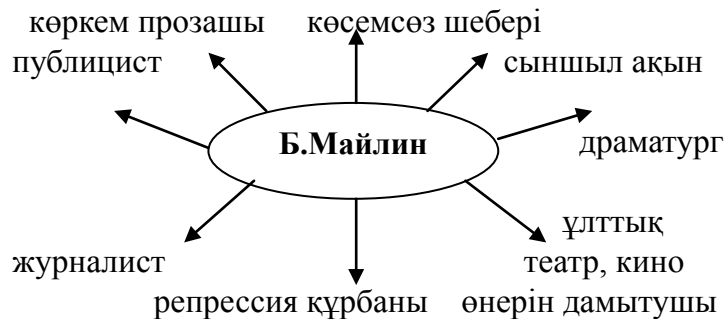 көркем прозашы көсемсөз шебері
публицист сыншыл ақын
Б.Майлин
драматург
ұлттық
журналист театр, кино
репрессия құрбаны өнерін дамытушы